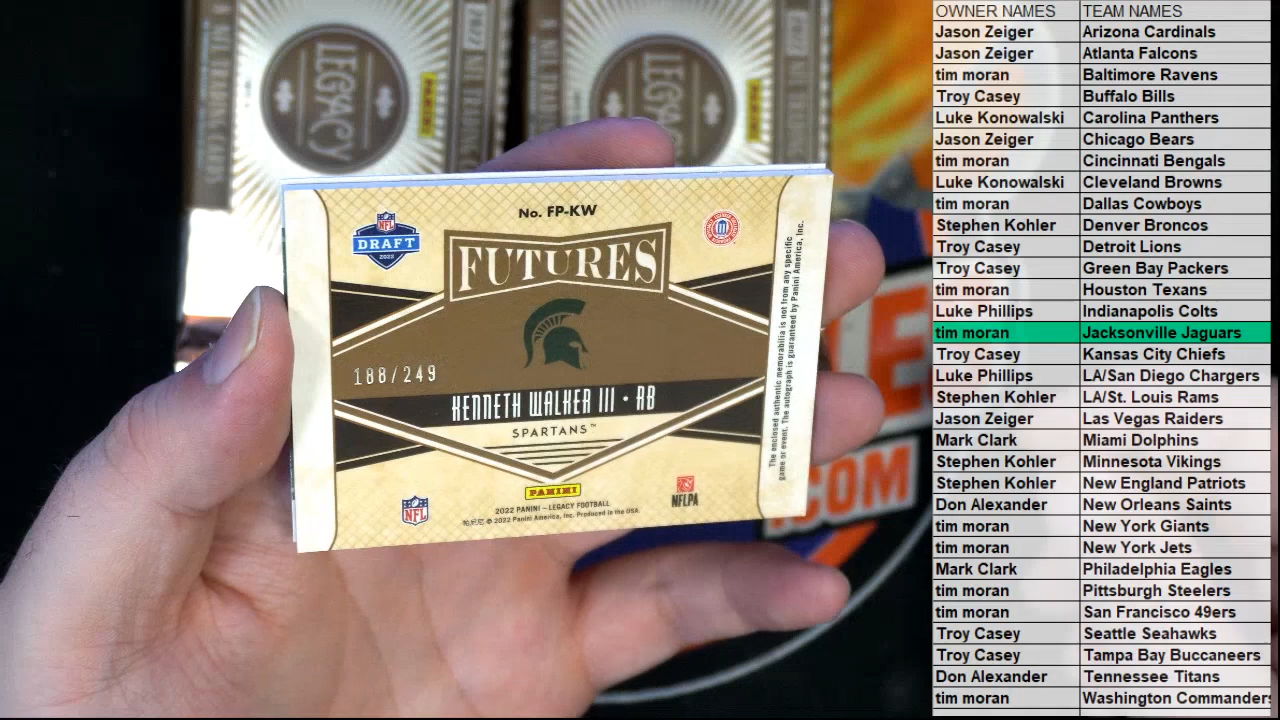 LEGACY
PANINI
2022 NFL TRADING CARDS
LEGACY
PANINI
No. FP-KW
NFL
DRAFT
2022
FUTURES
188/249
KENNETH WALKER III • RB
SPARTANS™
PANINI
NFL
NFLPA
2022 PANINI – LEGACY FOOTBALL
© 2022 Panini America, Inc. Produced in the USA.
The enclosed authentic memorabilia is not from any specific
game or event. The autograph is guaranteed by Panini America, Inc.
.COM
OWNER NAMES TEAM NAMES
Jason Zeiger Arizona Cardinals
Jason Zeiger Atlanta Falcons
tim moran Baltimore Ravens
Troy Casey Buffalo Bills
Luke Konowalski Carolina Panthers
Jason Zeiger Chicago Bears
tim moran Cincinnati Bengals
Luke Konowalski Cleveland Browns
tim moran Dallas Cowboys
Stephen Kohler Denver Broncos
Troy Casey Detroit Lions
Troy Casey Green Bay Packers
tim moran Houston Texans
Luke Phillips Indianapolis Colts
tim moran Jacksonville Jaguars
Troy Casey Kansas City Chiefs
Luke Phillips LA/San Diego Chargers
Stephen Kohler LA/St. Louis Rams
Jason Zeiger Las Vegas Raiders
Mark Clark Miami Dolphins
Stephen Kohler Minnesota Vikings
Stephen Kohler New England Patriots
Don Alexander New Orleans Saints
tim moran New York Giants
tim moran New York Jets
Mark Clark Philadelphia Eagles
tim moran Pittsburgh Steelers
tim moran San Francisco 49ers
Troy Casey Seattle Seahawks
Troy Casey Tampa Bay Buccaneers
Don Alexander Tennessee Titans
tim moran Washington Commanders